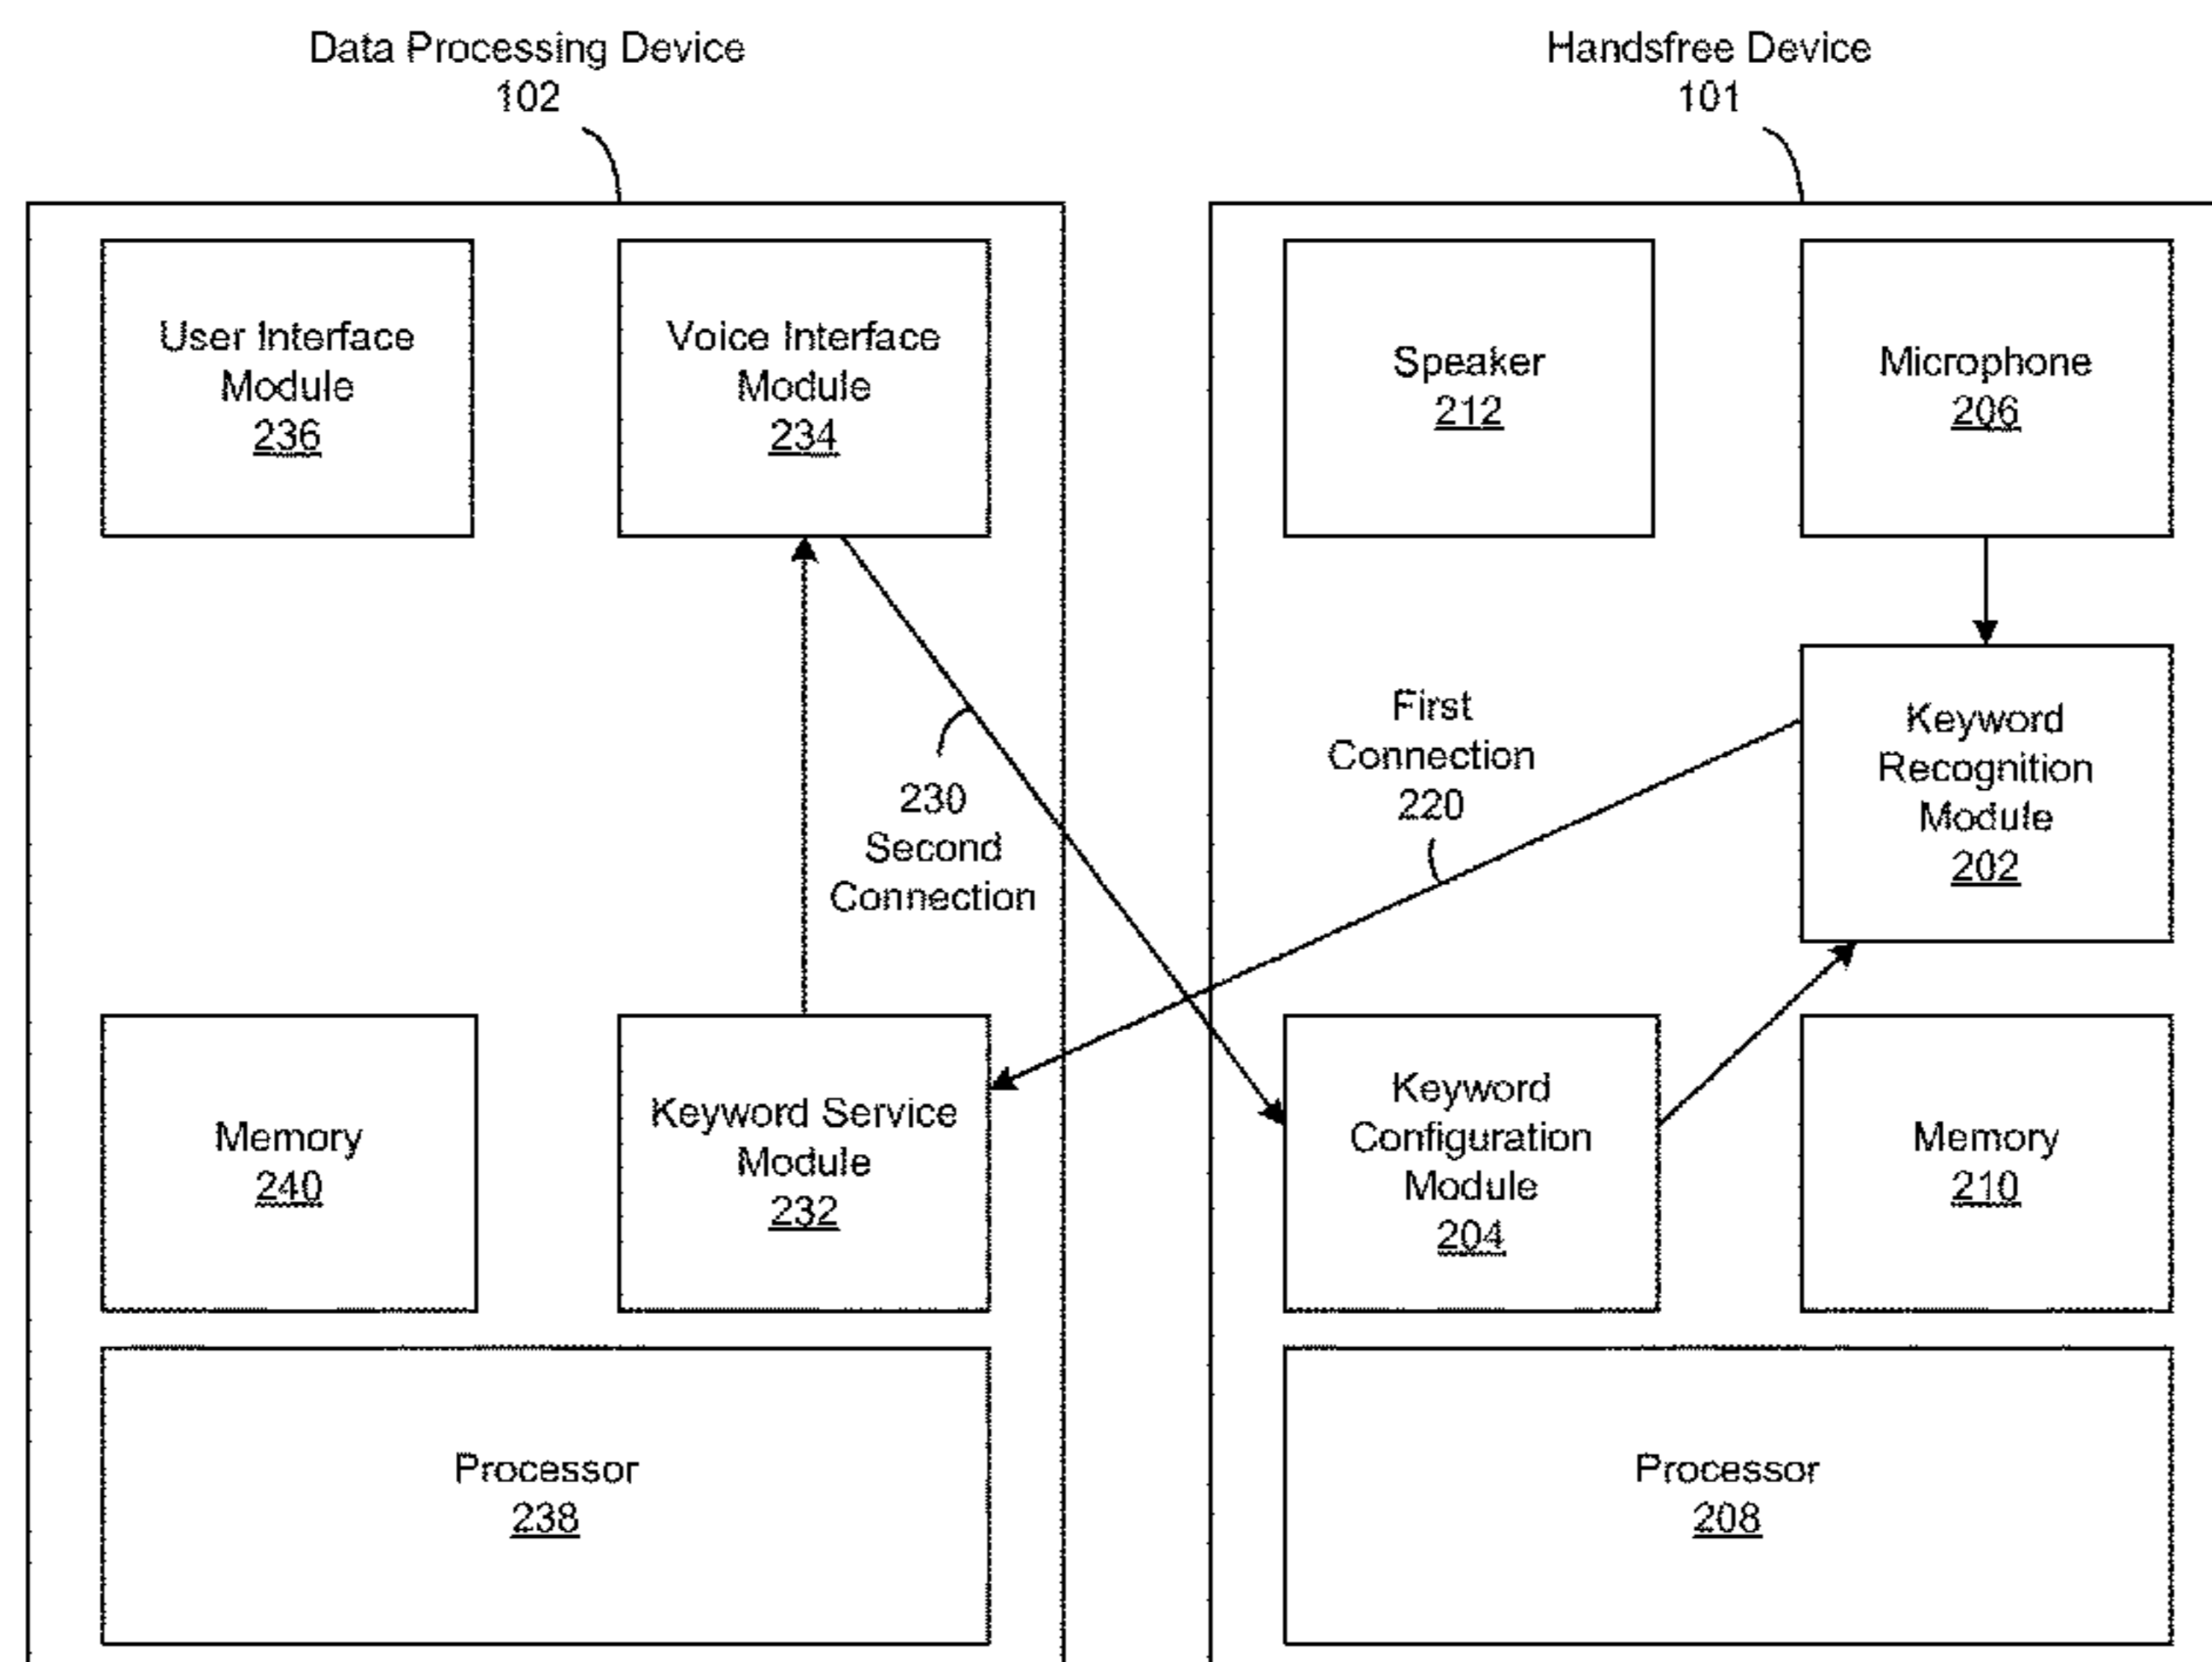 Data Processing Device
102
Handsfree Device
101
User Interface
Module
236
Voice Interface
Module
234
Speaker
212
Microphone
206
First
Connection
220
Keyword
Recognition
Module
202
230
Second
Connection
Memory
240
Keyword Service
Module
232
Keyword
Configuration
Module
204
Memory
210
Processor
238
Processor
208